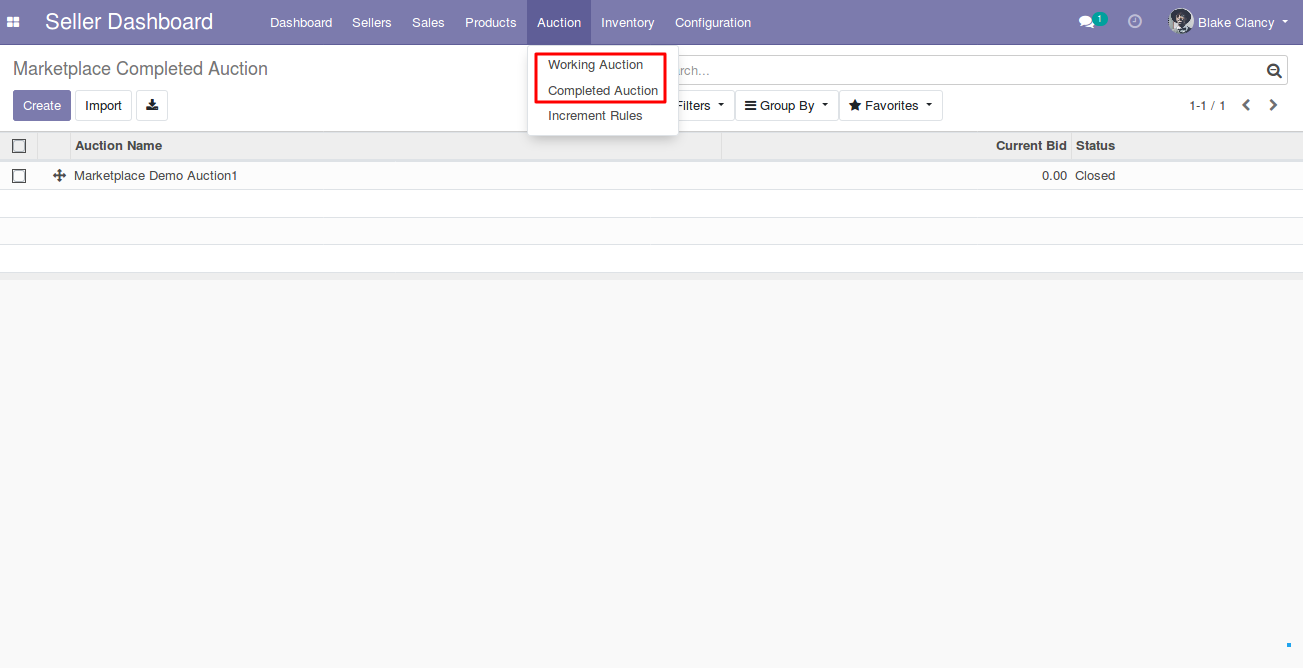 Seller Dashboard Dashboard Sellers Sales Products Auction Inventory Configuration 1 Blake Clancy
Working Auction
Completed Auction
Increment Rules
Marketplace Completed Auction
rch...
Create Import
Filters Group By Favorites 1-1 / 1
Auction Name Current Bid Status
Marketplace Demo Auction1 0.00 Closed